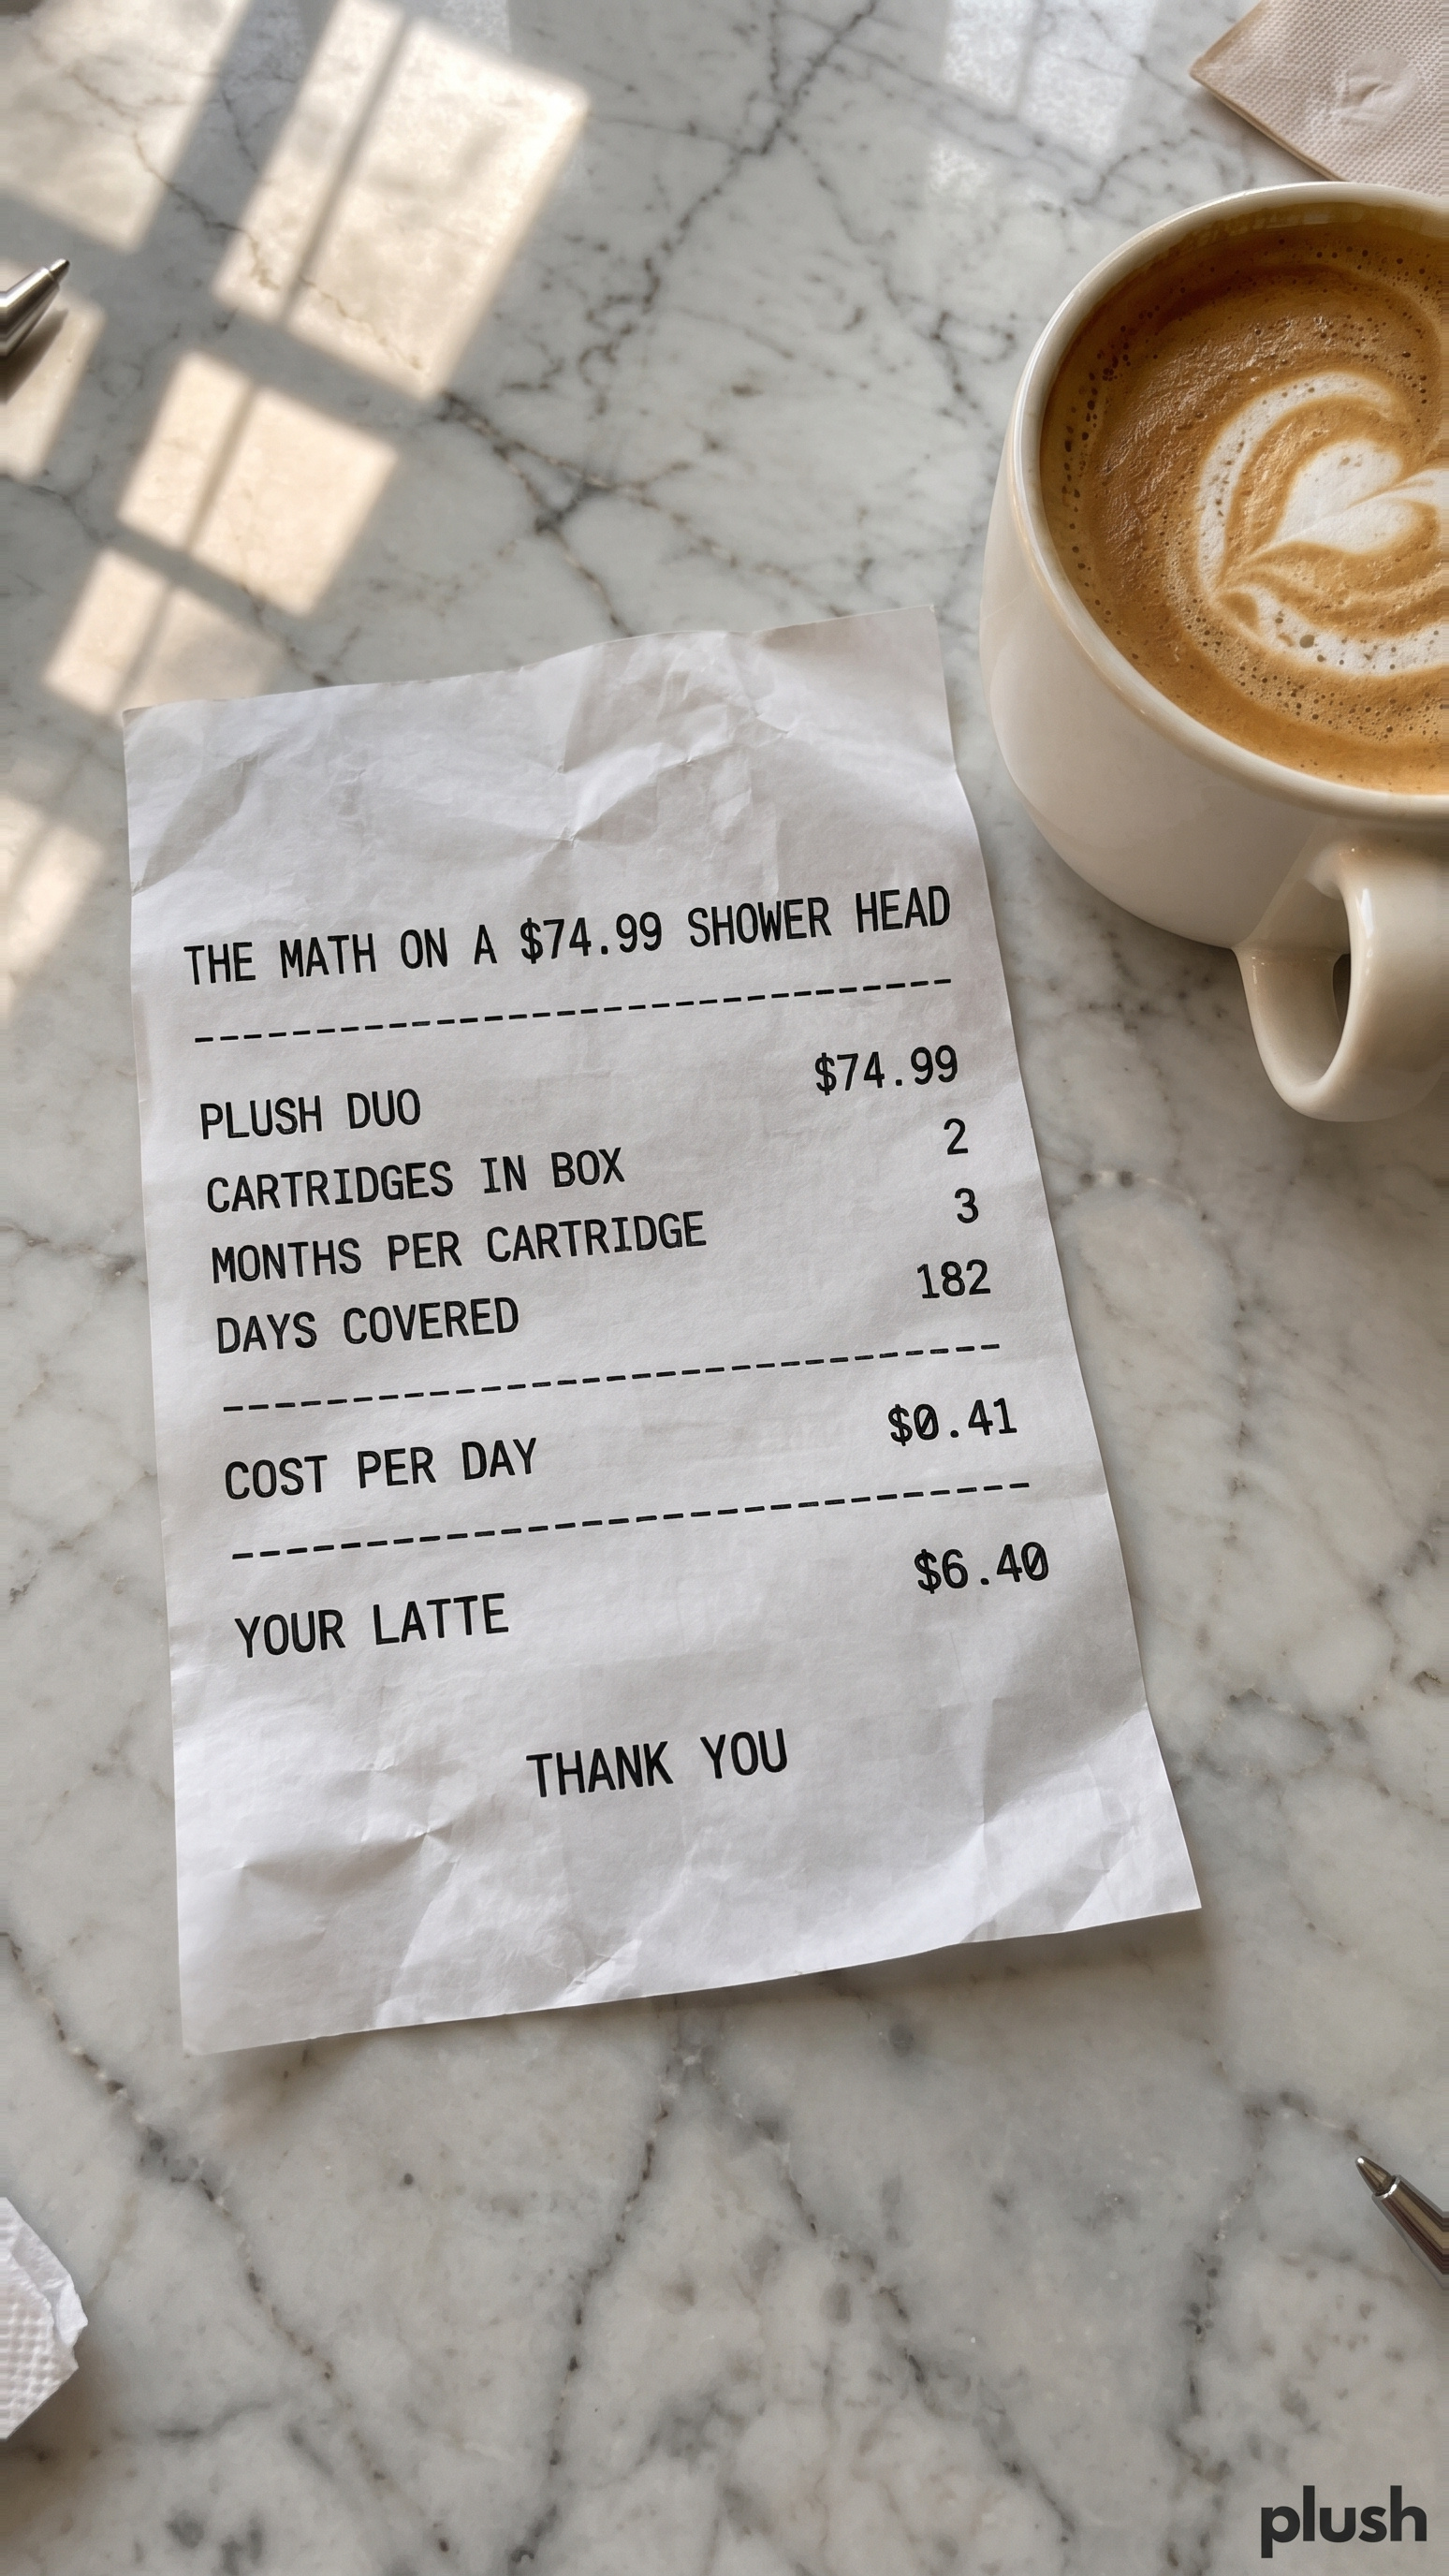 THE MATH ON A $74.99 SHOWER HEAD
--------------------------------
PLUSH DUO $74.99
CARTRIDGES IN BOX 2
MONTHS PER CARTRIDGE 3
DAYS COVERED 182
--------------------------------
COST PER DAY $0.41
--------------------------------
YOUR LATTE $6.40
THANK YOU
plush